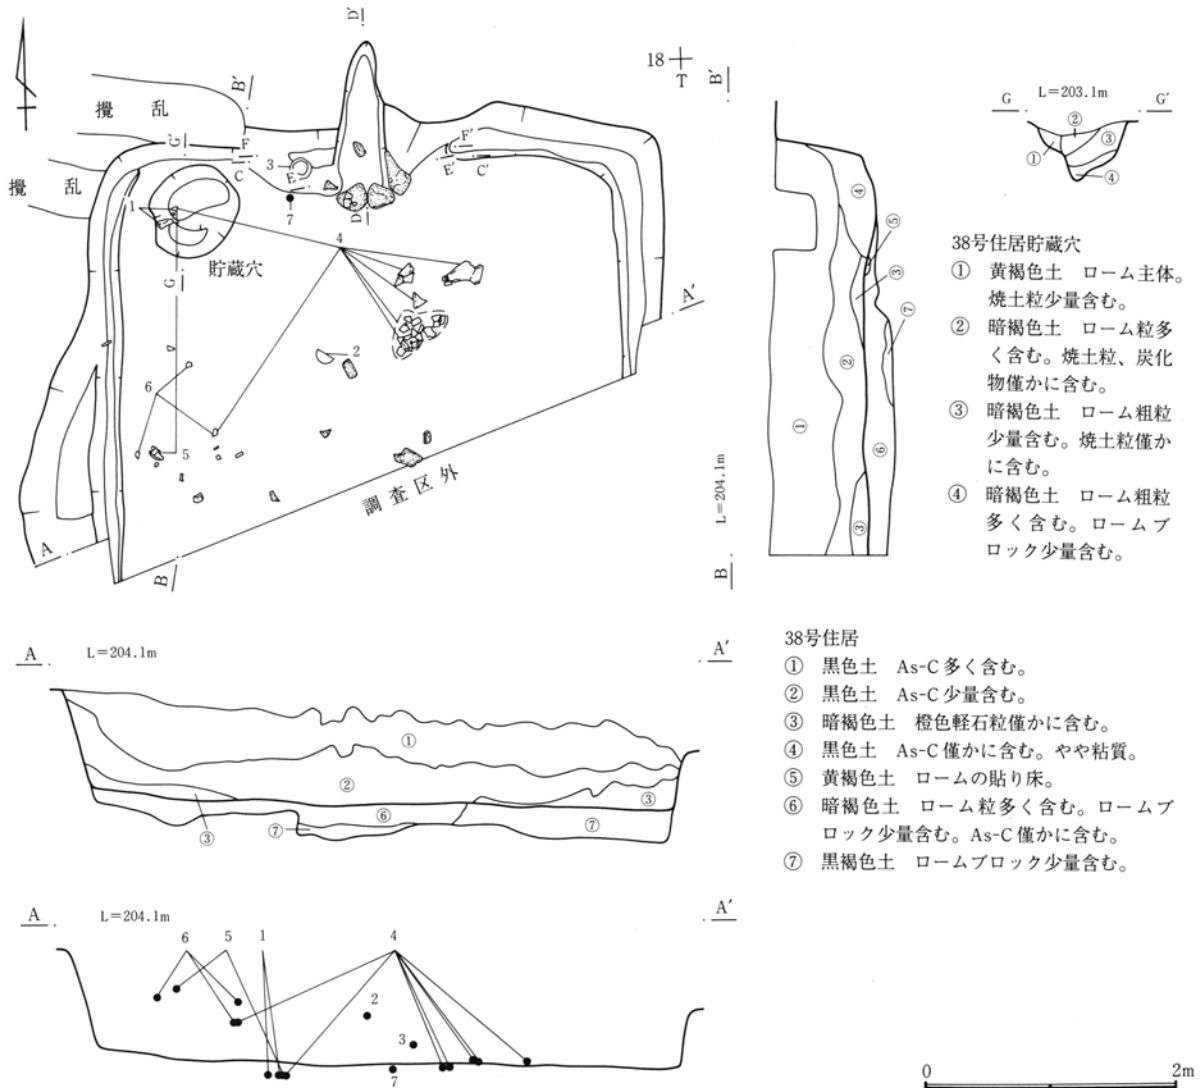 D'
18
T
B'
B'
攪 乱
G'
F
C
3
E
F'
E'
C'
攪 乱
1
7
D
4
貯蔵穴
G
A'
2
6
5
調査区外
A
B
L=204.1m
B
④
⑤
③
⑦
②
①
⑥
③
G
L=203.1m
G'
②
③
①
④
38号住居貯蔵穴
① 黄褐色土 ローム主体。
焼土粒少量含む。
② 暗褐色土 ローム粒多
く含む。焼土粒、炭化
物僅かに含む。
③ 暗褐色土 ローム粗粒
少量含む。焼土粒僅か
に含む。
④ 暗褐色土 ローム粗粒
多く含む。ロームブ
ロック少量含む。
A
L=204.1m
A'
①
②
③
③
⑥
⑦
⑦
38号住居
① 黒色土 As-C多く含む。
② 黒色土 As-C少量含む。
③ 暗褐色土 橙色軽石粒僅かに含む。
④ 黒色土 As-C僅かに含む。やや粘質。
⑤ 黄褐色土 ロームの貼り床。
⑥ 暗褐色土 ローム粒多く含む。ロームブ
ロック少量含む。As-C僅かに含む。
⑦ 黒褐色土 ロームブロック少量含む。
A
L=204.1m
A'
6
5
1
4
2
3
7
0
2m